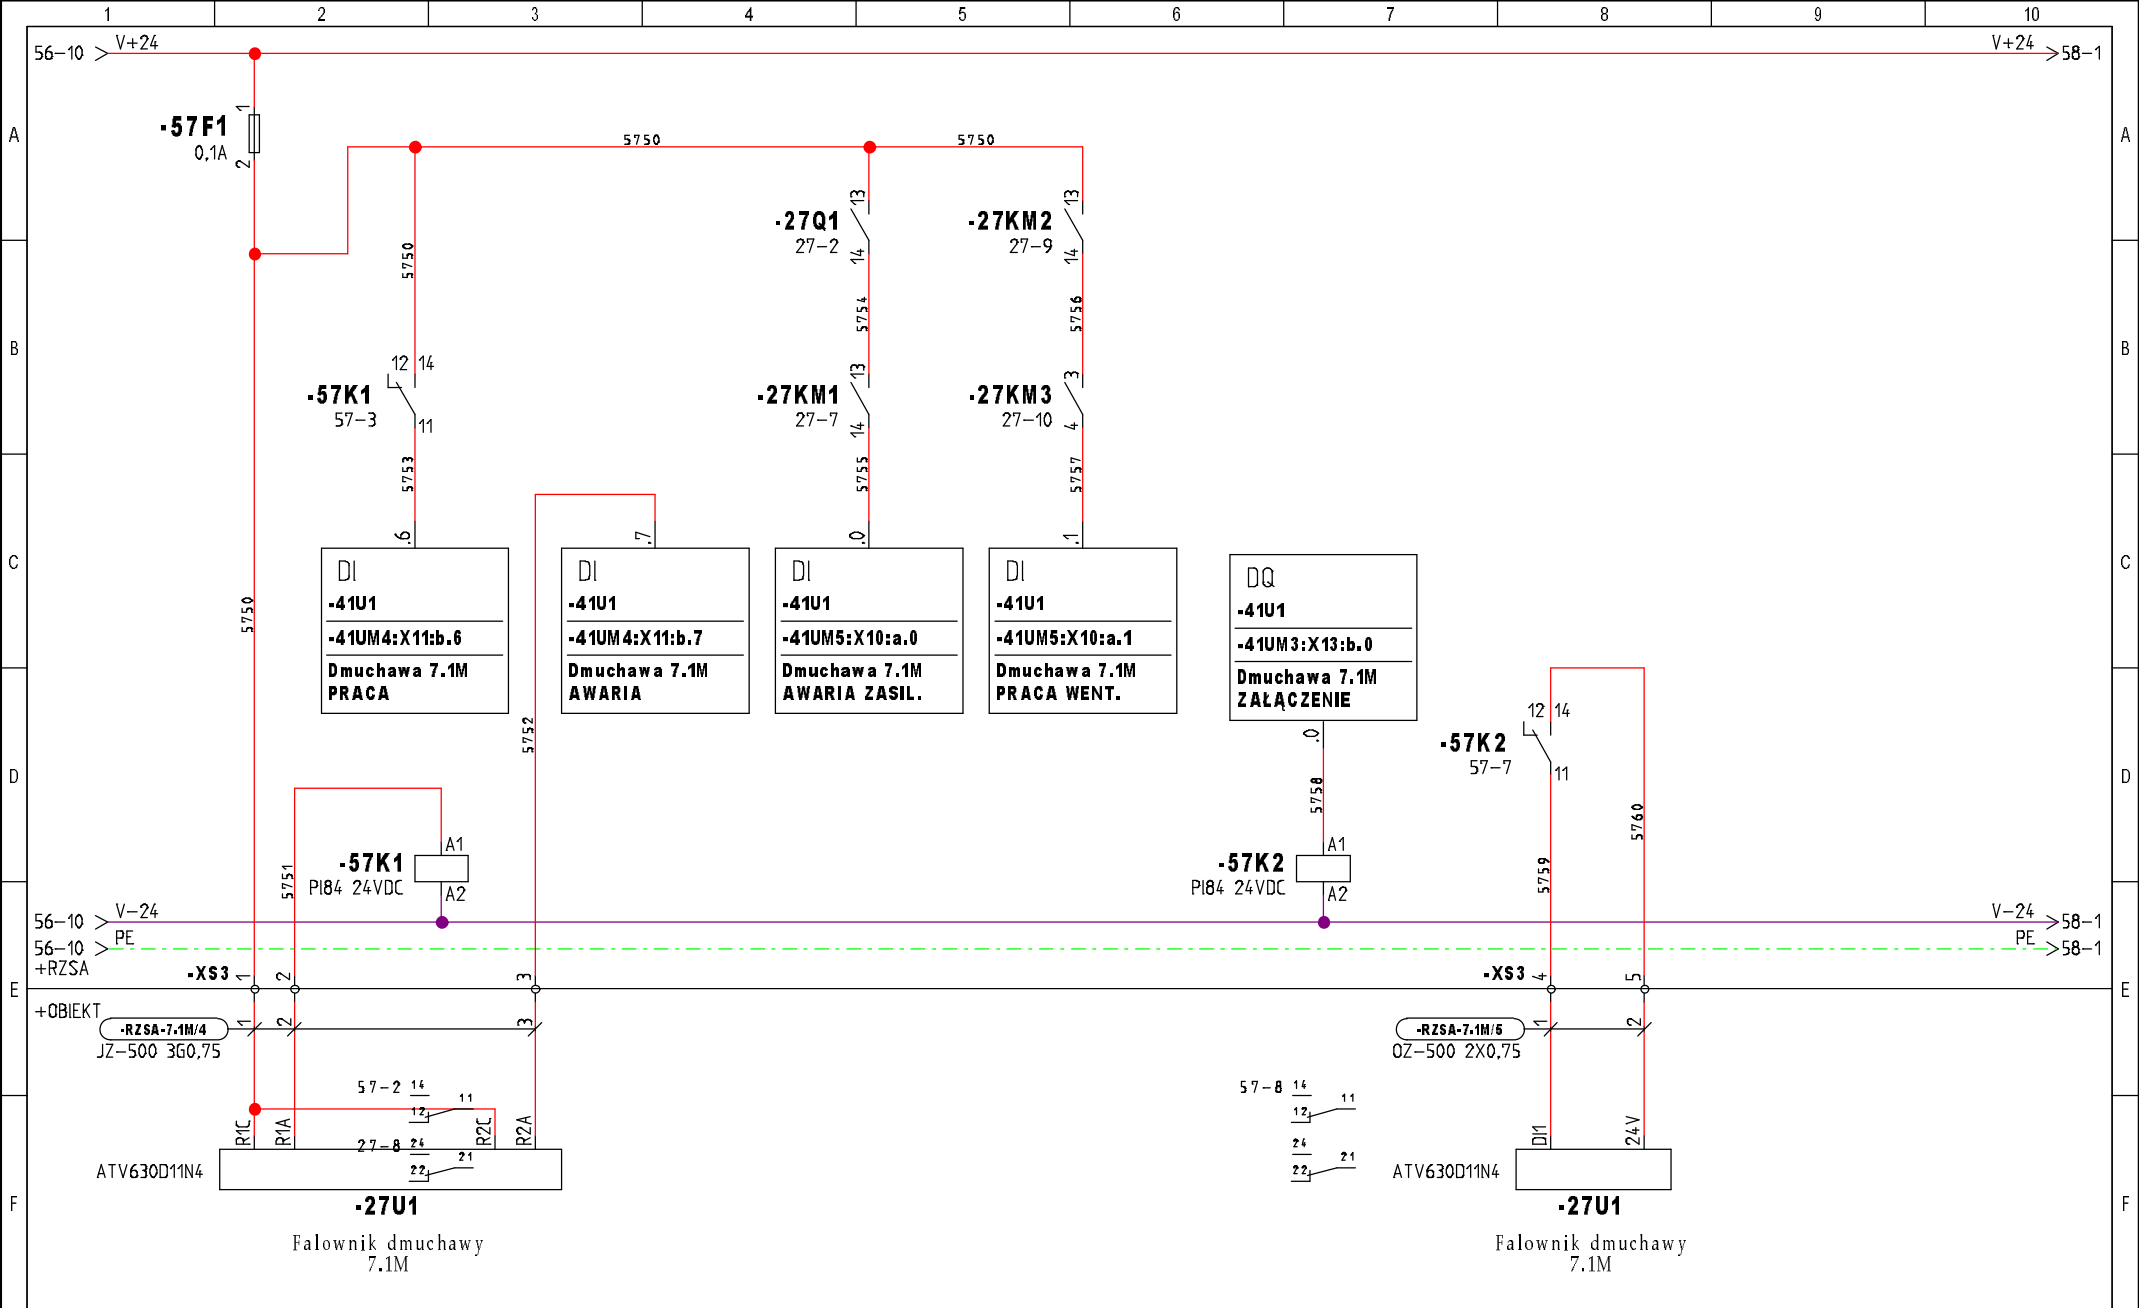 1 2 3 4 5 6 7 8 9 10
56-10 V+24 V+24 58-1
A A
-57F1
0,1A
1
2
5750 5750
-27Q1
27-2
13
14
-27KM2
27-9
13
14
5750
5754
5756
B B
-57K1
57-3
12 14
11
-27KM1
27-7
13
14
-27KM3
27-10
3
4
5753
5755
5757
C C
.6
DI
-41U1
-41UM4:X11:b.6
Dmuchawa 7.1M
PRACA
.7
DI
-41U1
-41UM4:X11:b.7
Dmuchawa 7.1M
AWARIA
.0
DI
-41U1
-41UM5:X10:a.0
Dmuchawa 7.1M
AWARIA ZASIL.
.1
DI
-41U1
-41UM5:X10:a.1
Dmuchawa 7.1M
PRACA WENT.
DQ
-41U1
-41UM3:X13:b.0
Dmuchawa 7.1M
ZAŁĄCZENIE
.0
5750
5752
D D
-57K2
57-7
12 14
11
5758
5760
5751
5759
-57K1
PI84 24VDC
A1
A2
-57K2
PI84 24VDC
A1
A2
56-10 V-24 V-24 58-1
56-10 PE PE 58-1
+RZSA
-XS3 1 2 3
-XS3 4 5
E E
+OBIEKT
-RZSA-7.1M/4 1 2 3
JZ-500 3G0,75
-RZSA-7.1M/5 1 2
OZ-500 2X0,75
57-2 14
12 11
27-8 24
22 21
57-8 14
12 11
24
22 21
R1C R1A R2C R2A
DI1 24V
ATV630D11N4
ATV630D11N4
F F
-27U1
Falownik dmuchawy
7.1M
-27U1
Falownik dmuchawy
7.1M